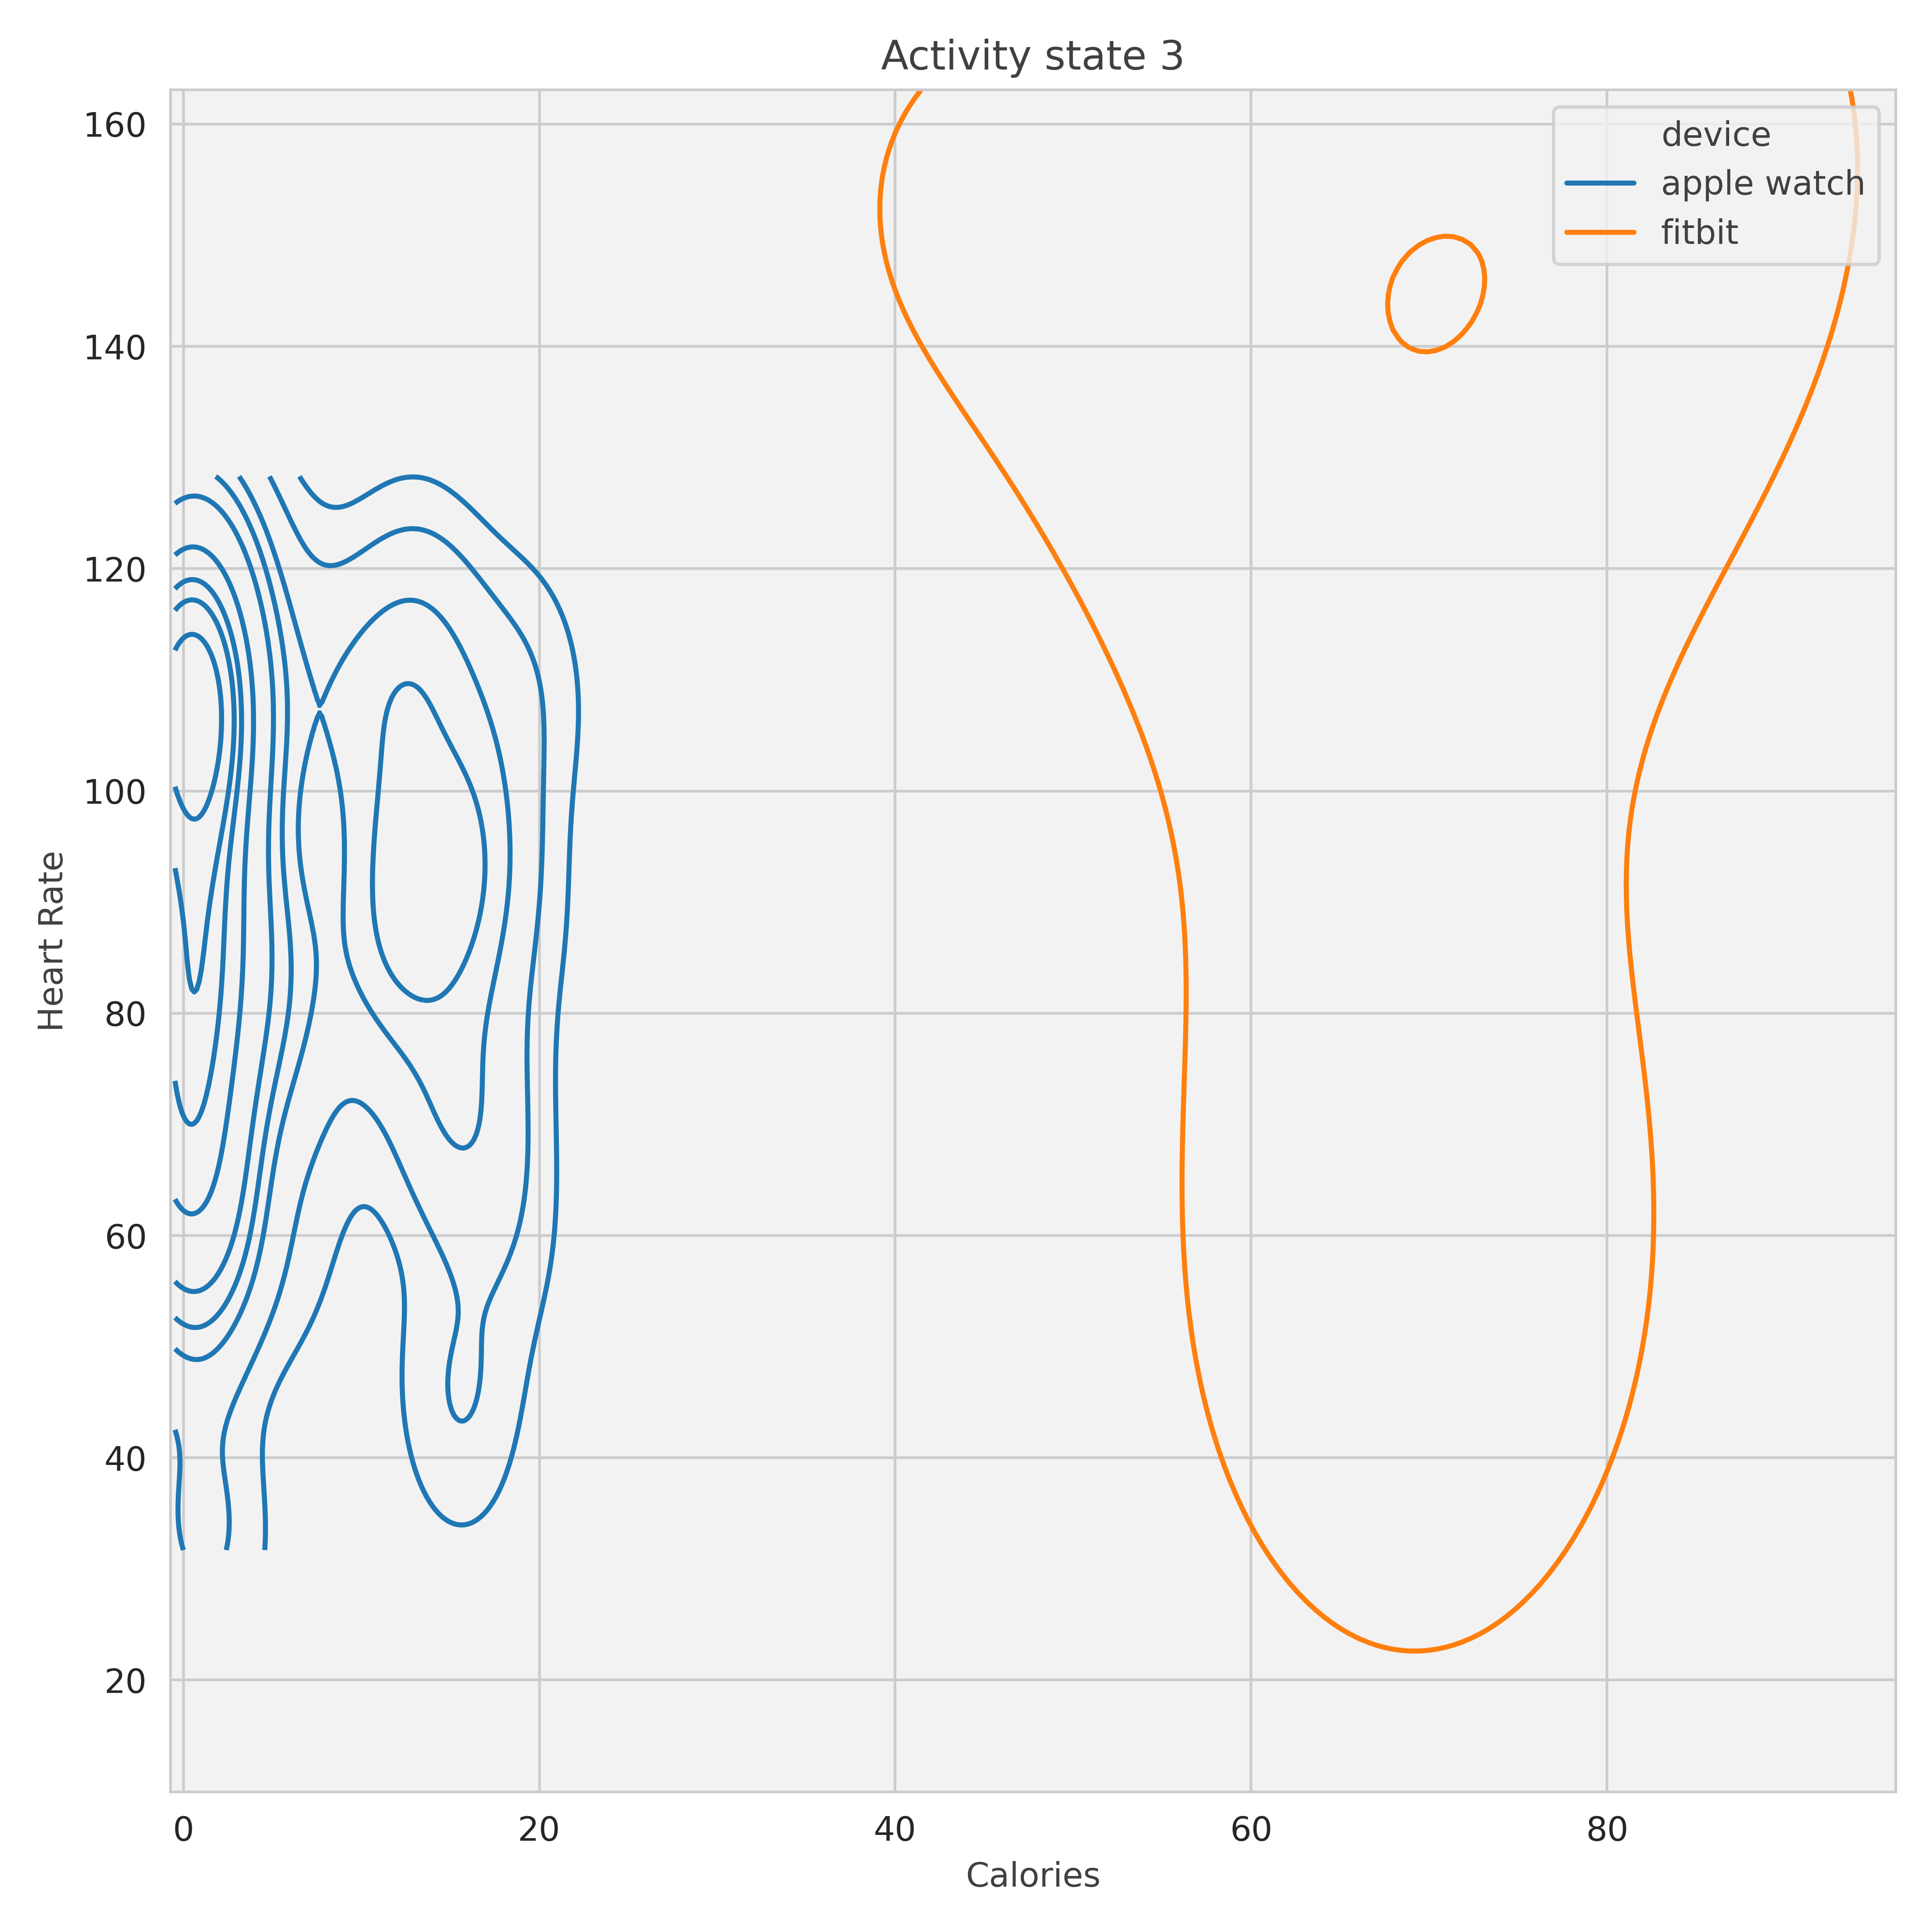 Activity state 3
device
apple watch
fitbit
Heart Rate
160
140
120
100
80
60
40
20
0 20 40 60 80
Calories